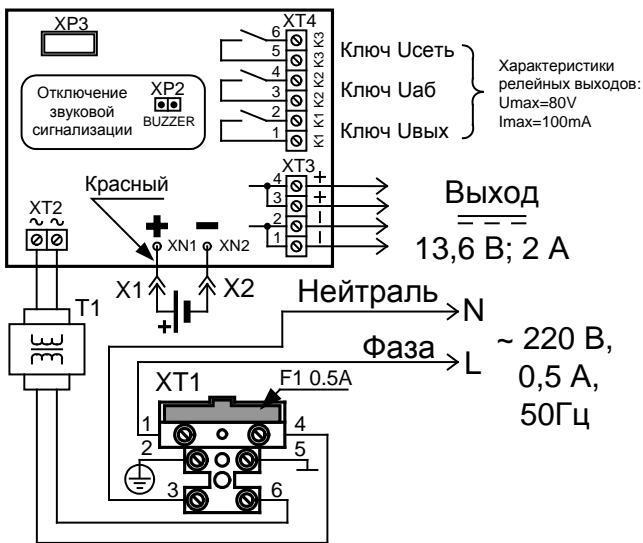 XP3
XT4
6 K3
5 K3
4 K2
3 K2
2 K1
1 K1
Ключ Uсеть
Ключ Uаб
Ключ Uвых
Характеристики
релейных выходов:
Umax=80V
Imax=100mA
Отключение
звуковой
сигнализации
XP2
BUZZER
XT3
4 +
3 +
2 –
1 –
Красный
XT2
~ ~
+ –
XN1 XN2
Выход
13,6 В; 2 А
X1 X2
+
T1
Нейтраль N
Фаза L
~ 220 В,
0,5 А,
50Гц
XT1
F1 0.5A
1 4
2 5
3 6